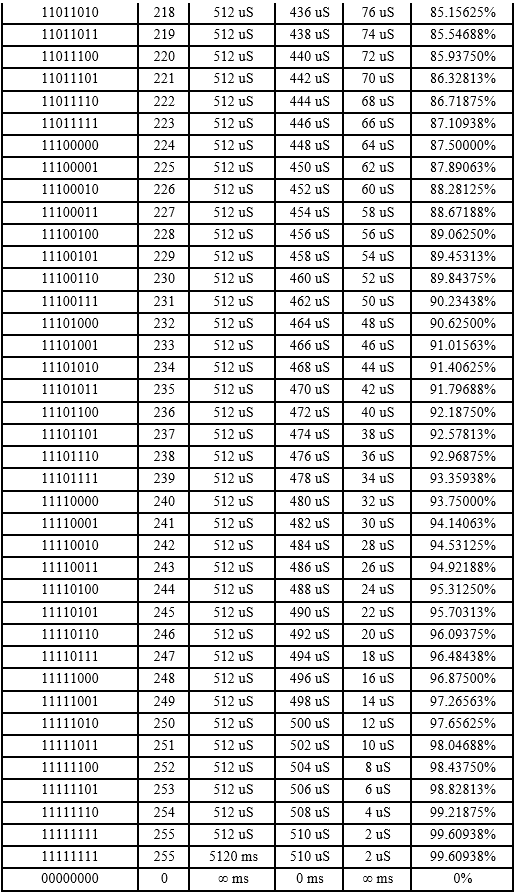 11011010 218 512 uS 436 uS 76 uS 85.15625%
11011011 219 512 uS 438 uS 74 uS 85.54688%
11011100 220 512 uS 440 uS 72 uS 85.93750%
11011101 221 512 uS 442 uS 70 uS 86.32813%
11011110 222 512 uS 444 uS 68 uS 86.71875%
11011111 223 512 uS 446 uS 66 uS 87.10938%
11100000 224 512 uS 448 uS 64 uS 87.50000%
11100001 225 512 uS 450 uS 62 uS 87.89063%
11100010 226 512 uS 452 uS 60 uS 88.28125%
11100011 227 512 uS 454 uS 58 uS 88.67188%
11100100 228 512 uS 456 uS 56 uS 89.06250%
11100101 229 512 uS 458 uS 54 uS 89.45313%
11100110 230 512 uS 460 uS 52 uS 89.84375%
11100111 231 512 uS 462 uS 50 uS 90.23438%
11101000 232 512 uS 464 uS 48 uS 90.62500%
11101001 233 512 uS 466 uS 46 uS 91.01563%
11101010 234 512 uS 468 uS 44 uS 91.40625%
11101011 235 512 uS 470 uS 42 uS 91.79688%
11101100 236 512 uS 472 uS 40 uS 92.18750%
11101101 237 512 uS 474 uS 38 uS 92.57813%
11101110 238 512 uS 476 uS 36 uS 92.96875%
11101111 239 512 uS 478 uS 34 uS 93.35938%
11110000 240 512 uS 480 uS 32 uS 93.75000%
11110001 241 512 uS 482 uS 30 uS 94.14063%
11110010 242 512 uS 484 uS 28 uS 94.53125%
11110011 243 512 uS 486 uS 26 uS 94.92188%
11110100 244 512 uS 488 uS 24 uS 95.31250%
11110101 245 512 uS 490 uS 22 uS 95.70313%
11110110 246 512 uS 492 uS 20 uS 96.09375%
11110111 247 512 uS 494 uS 18 uS 96.48438%
11111000 248 512 uS 496 uS 16 uS 96.87500%
11111001 249 512 uS 498 uS 14 uS 97.26563%
11111010 250 512 uS 500 uS 12 uS 97.65625%
11111011 251 512 uS 502 uS 10 uS 98.04688%
11111100 252 512 uS 504 uS 8 uS 98.43750%
11111101 253 512 uS 506 uS 6 uS 98.82813%
11111110 254 512 uS 508 uS 4 uS 99.21875%
11111111 255 512 uS 510 uS 2 uS 99.60938%
11111111 255 5120 ms 510 uS 2 uS 99.60938%
00000000 0 ∞ ms 0 ms ∞ ms 0%